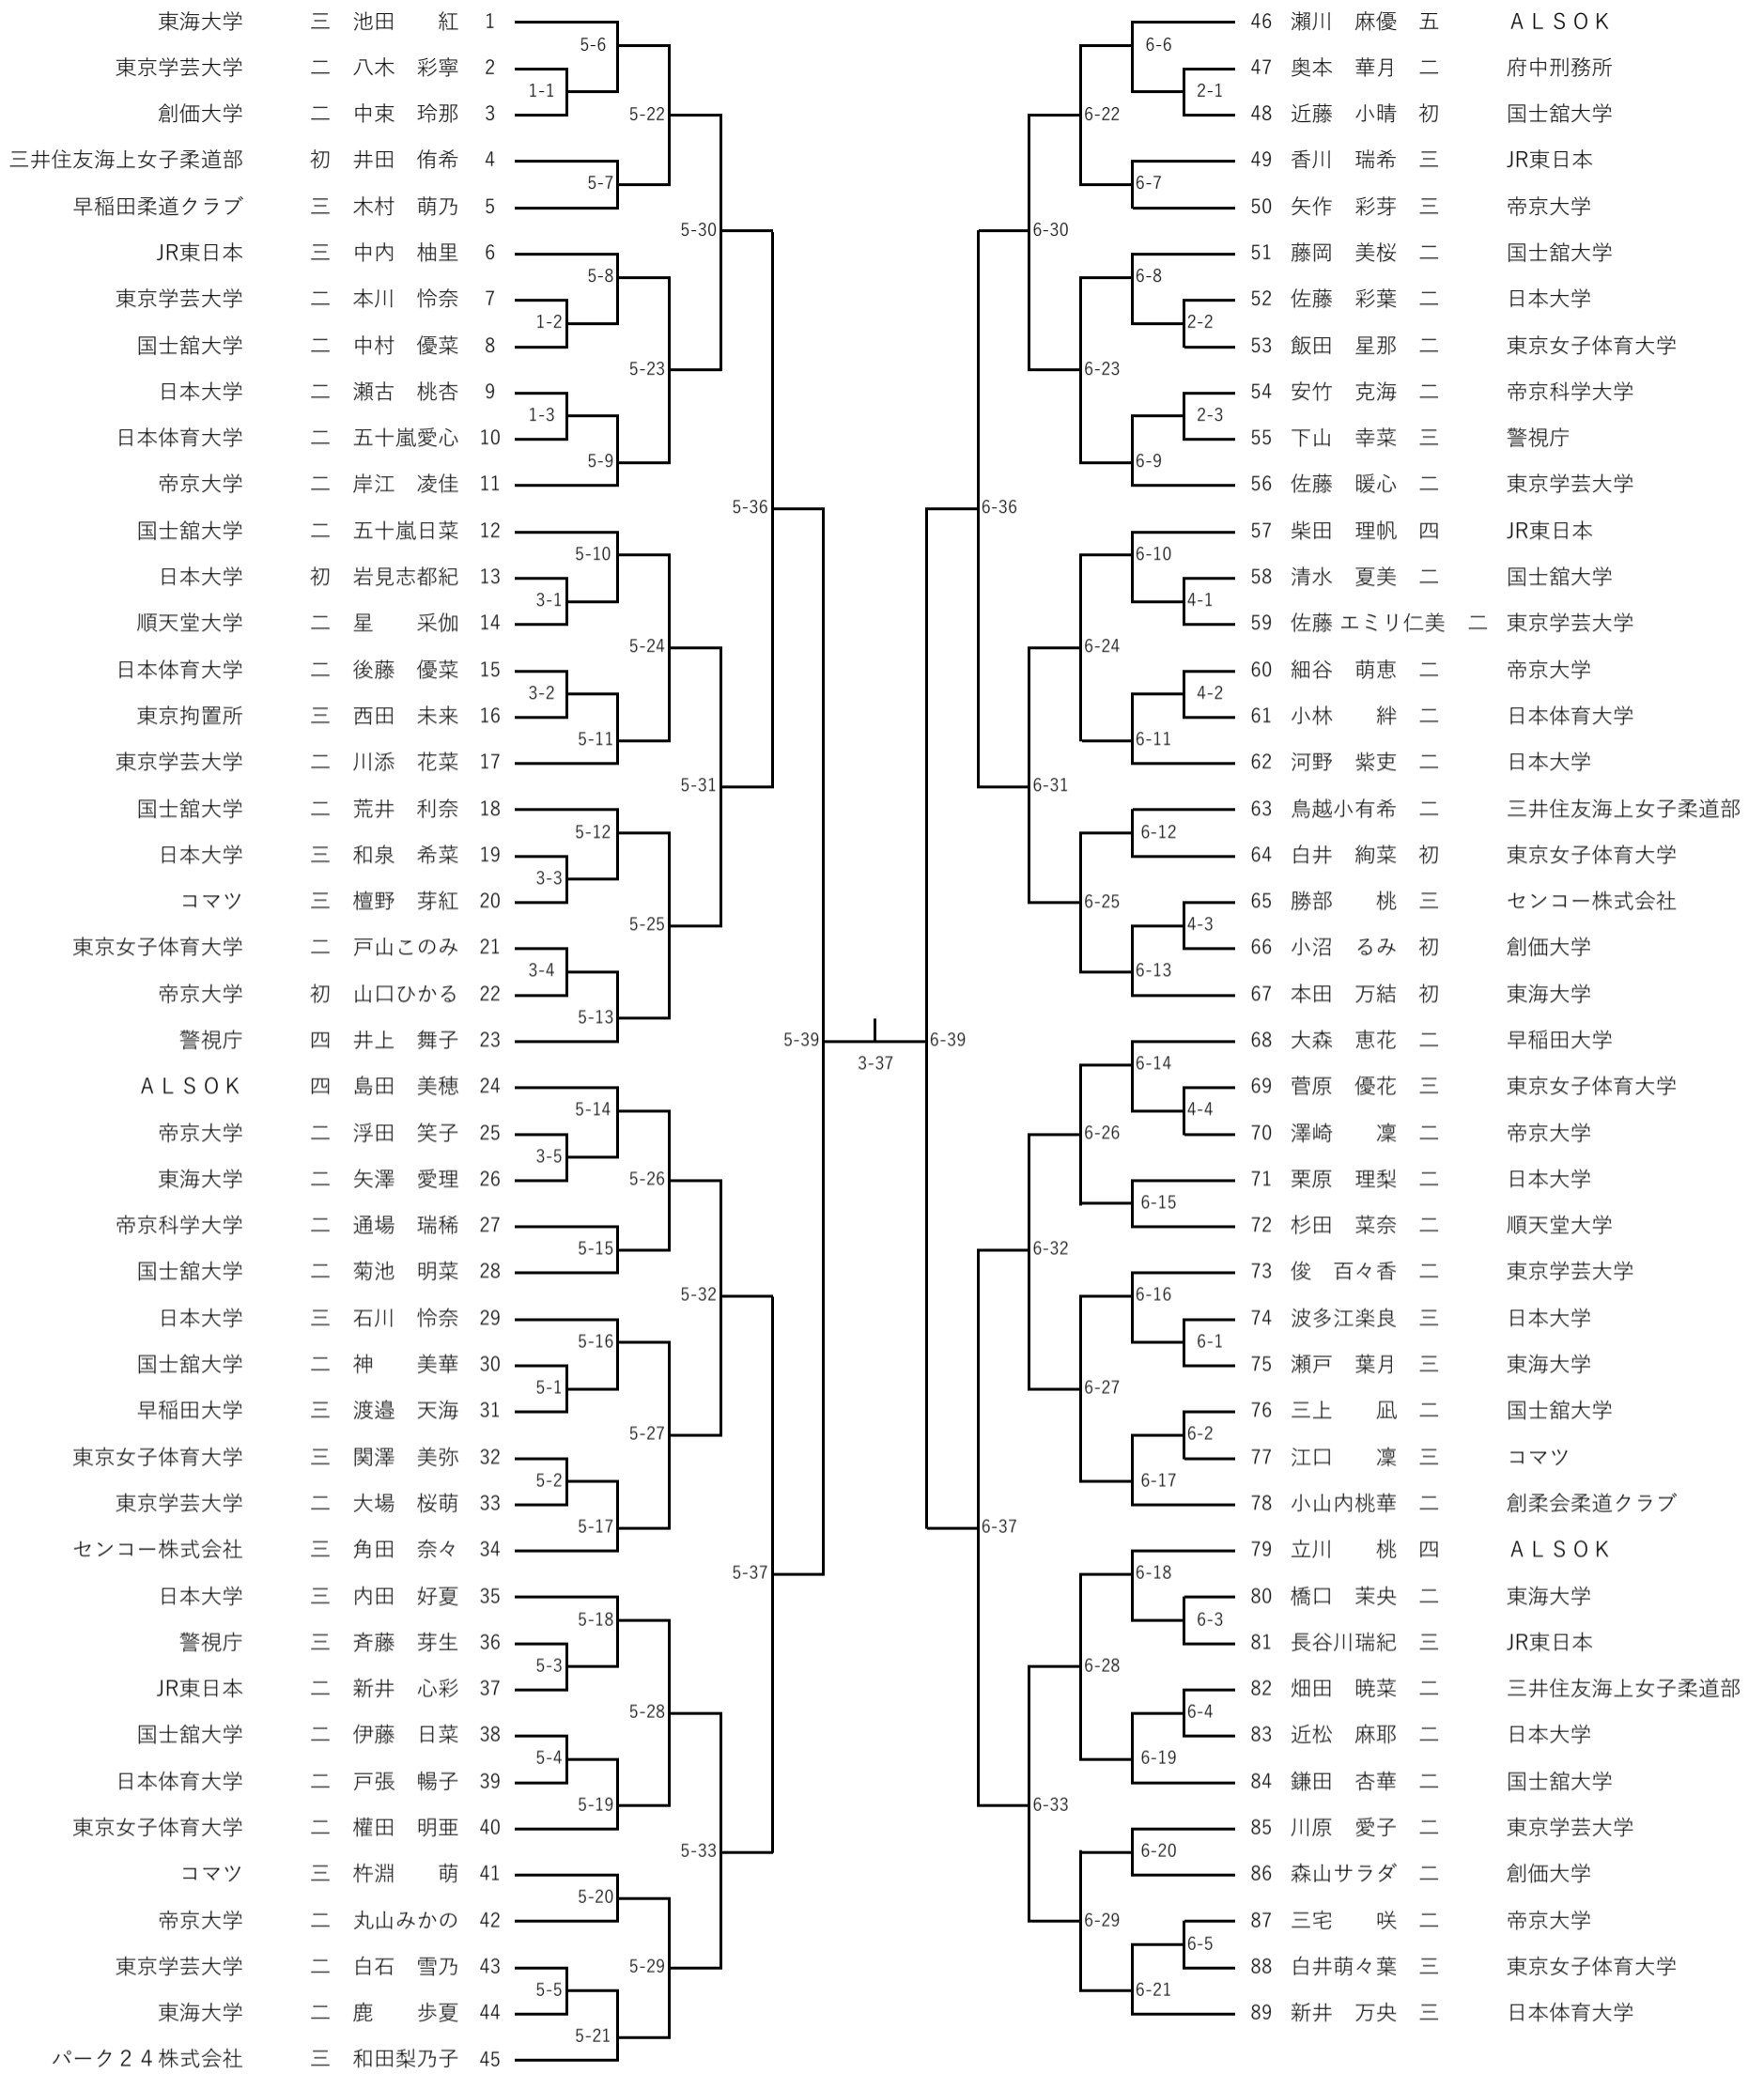 東海大学 三 池田 紅 1
5-6
東京学芸大学 二 八木 彩寧 2
1-1
創価大学 二 中束 玲那 3
5-22
三井住友海上女子柔道部 初 井田 侑希 4
5-7
早稲田柔道クラブ 三 木村 萌乃 5
5-30
JR東日本 三 中内 柚里 6
5-8
東京学芸大学 二 本川 怜奈 7
1-2
国士舘大学 二 中村 優菜 8
5-23
日本大学 二 瀬古 桃杏 9
1-3
日本体育大学 二 五十嵐愛心 10
5-9
帝京大学 二 岸江 凌佳 11
5-36
国士舘大学 二 五十嵐日菜 12
5-10
日本大学 初 岩見志都紀 13
3-1
順天堂大学 二 星 采伽 14
5-24
日本体育大学 二 後藤 優菜 15
3-2
東京拘置所 三 西田 未来 16
5-11
東京学芸大学 二 川添 花菜 17
5-31
国士舘大学 二 荒井 利奈 18
5-12
日本大学 三 和泉 希菜 19
3-3
コマツ 三 檀野 芽紅 20
5-25
東京女子体育大学 二 戸山このみ 21
3-4
帝京大学 初 山口ひかる 22
5-13
警視庁 四 井上 舞子 23
5-39
3-37
ＡＬＳＯＫ 四 島田 美穂 24
5-14
帝京大学 二 浮田 笑子 25
3-5
東海大学 二 矢澤 愛理 26
5-26
帝京科学大学 二 通場 瑞稀 27
5-15
国士舘大学 二 菊池 明菜 28
5-32
日本大学 三 石川 怜奈 29
5-16
国士舘大学 二 神 美華 30
5-1
早稲田大学 三 渡邉 天海 31
5-27
東京女子体育大学 三 関澤 美弥 32
5-2
東京学芸大学 二 大場 桜萌 33
5-17
センコー株式会社 三 角田 奈々 34
5-37
日本大学 三 内田 好夏 35
5-18
警視庁 三 斉藤 芽生 36
5-3
JR東日本 二 新井 心彩 37
5-28
国士舘大学 二 伊藤 日菜 38
5-4
日本体育大学 二 戸張 暢子 39
5-19
東京女子体育大学 二 權田 明亜 40
5-33
コマツ 三 杵淵 萌 41
5-20
帝京大学 二 丸山みかの 42
東京学芸大学 二 白石 雪乃 43
5-29
5-5
東海大学 二 鹿 歩夏 44
5-21
パーク２４株式会社 三 和田梨乃子 45
46 瀨川 麻優 五 ＡＬＳＯＫ
6-6
47 奥本 華月 二 府中刑務所
2-1
48 近藤 小晴 初 国士舘大学
6-22
49 香川 瑞希 三 JR東日本
6-7
50 矢作 彩芽 三 帝京大学
6-30
51 藤岡 美桜 二 国士舘大学
6-8
52 佐藤 彩葉 二 日本大学
2-2
53 飯田 星那 二 東京女子体育大学
6-23
54 安竹 克海 二 帝京科学大学
2-3
55 下山 幸菜 三 警視庁
6-9
56 佐藤 暖心 二 東京学芸大学
6-36
57 柴田 理帆 四 JR東日本
6-10
58 清水 夏美 二 国士舘大学
4-1
59 佐藤 エミリ仁美 二 東京学芸大学
6-24
60 細谷 萌恵 二 帝京大学
4-2
61 小林 絆 二 日本体育大学
6-11
62 河野 紫吏 二 日本大学
6-31
63 鳥越小有希 二 三井住友海上女子柔道部
6-12
64 白井 絢菜 初 東京女子体育大学
6-25
65 勝部 桃 三 センコー株式会社
4-3
66 小沼 るみ 初 創価大学
6-13
67 本田 万結 初 東海大学
6-39
68 大森 恵花 二 早稲田大学
6-14
69 菅原 優花 三 東京女子体育大学
4-4
70 澤崎 凜 二 帝京大学
6-26
71 栗原 理梨 二 日本大学
6-15
72 杉田 菜奈 二 順天堂大学
6-32
73 俊 百々香 二 東京学芸大学
6-16
74 波多江楽良 三 日本大学
6-1
75 瀬戸 葉月 三 東海大学
6-27
76 三上 凪 二 国士舘大学
6-2
77 江口 凜 三 コマツ
6-17
78 小山内桃華 二 創柔会柔道クラブ
6-37
79 立川 桃 四 ＡＬＳＯＫ
6-18
80 橋口 茉央 二 東海大学
6-3
81 長谷川瑞紀 三 JR東日本
6-28
82 畑田 暁菜 二 三井住友海上女子柔道部
6-4
83 近松 麻耶 二 日本大学
6-19
84 鎌田 杏華 二 国士舘大学
6-33
85 川原 愛子 二 東京学芸大学
6-20
86 森山サラダ 二 創価大学
6-29
87 三宅 咲 二 帝京大学
6-5
88 白井萌々葉 三 東京女子体育大学
6-21
89 新井 万央 三 日本体育大学